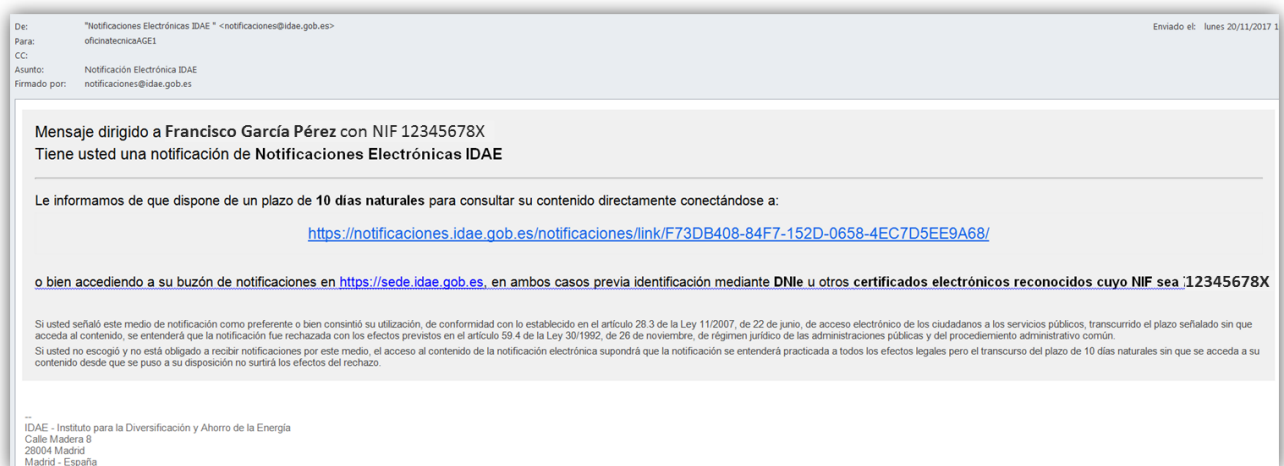 De: "Notificaciones Electrónicas IDAE " <notificaciones@idae.gob.es> Enviado el: lunes 20/11/2017 1
Para: oficinatecnicaAGE1
CC:
Asunto: Notificación Electrónica IDAE
Firmado por: notificaciones@idae.gob.es
Mensaje dirigido a Francisco García Pérez con NIF 12345678X
Tiene usted una notificación de Notificaciones Electrónicas IDAE
Le informamos de que dispone de un plazo de 10 días naturales para consultar su contenido directamente conectándose a:
https://notificaciones.idae.gob.es/notificaciones/link/F73DB408-84F7-152D-0658-4EC7D5EE9A68/
o bien accediendo a su buzón de notificaciones en https://sede.idae.gob.es, en ambos casos previa identificación mediante DNIe u otros certificados electrónicos reconocidos cuyo NIF sea 12345678X
Si usted señaló este medio de notificación como preferente o bien consintió su utilización, de conformidad con lo establecido en el artículo 28.3 de la Ley 11/2007, de 22 de junio, de acceso electrónico de los ciudadanos a los servicios públicos, transcurrido el plazo señalado sin que
acceda al contenido, se entenderá que la notificación fue rechazada con los efectos previstos en el artículo 59.4 de la Ley 30/1992, de 26 de noviembre, de régimen jurídico de las administraciones públicas y del procedimiento administrativo común.
Si usted no escogió y no está obligado a recibir notificaciones por este medio, el acceso al contenido de la notificación electrónica supondrá que la notificación se entenderá practicada a todos los efectos legales pero el transcurso del plazo de 10 días naturales sin que se acceda a su
contenido desde que se puso a su disposición no surtirá los efectos del rechazo.
--
IDAE - Instituto para la Diversificación y Ahorro de la Energía
Calle Madera 8
28004 Madrid
Madrid - España